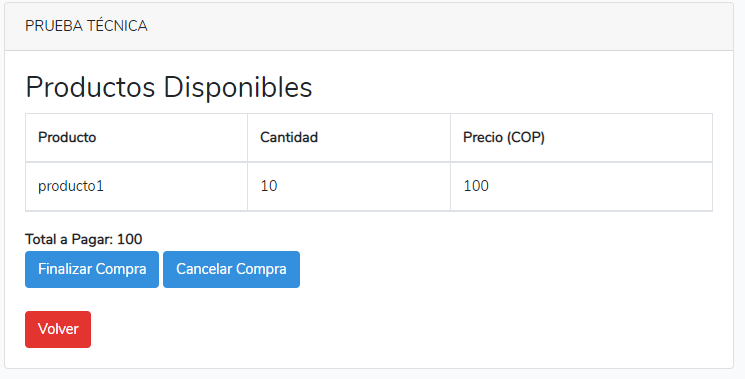 PRUEBA TÉCNICA
Productos Disponibles
Producto Cantidad Precio (COP)
producto1 10 100
Total a Pagar: 100
Finalizar Compra Cancelar Compra
Volver